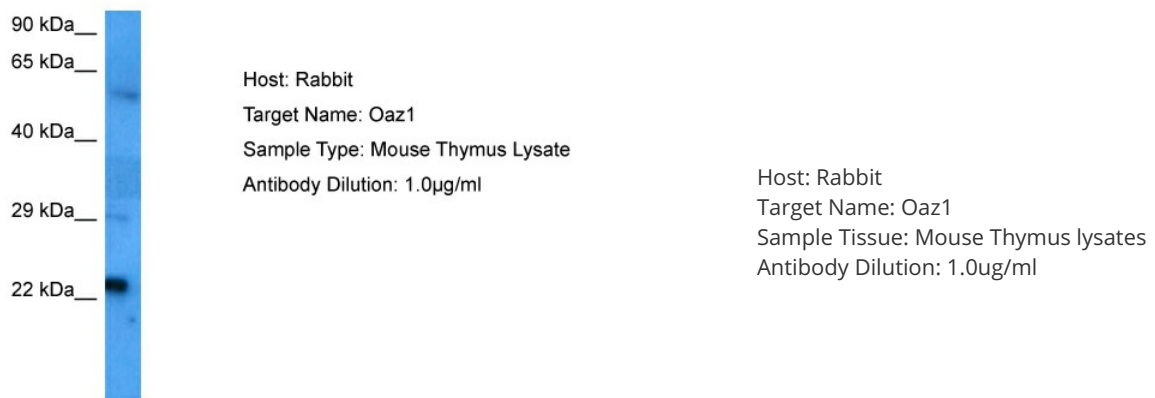 90 kDa__
65 kDa__
40 kDa__
29 kDa__
22 kDa__
Host: Rabbit
Target Name: Oaz1
Sample Type: Mouse Thymus Lysate
Antibody Dilution: 1.0µg/ml
Host: Rabbit
Target Name: Oaz1
Sample Tissue: Mouse Thymus lysates
Antibody Dilution: 1.0ug/ml